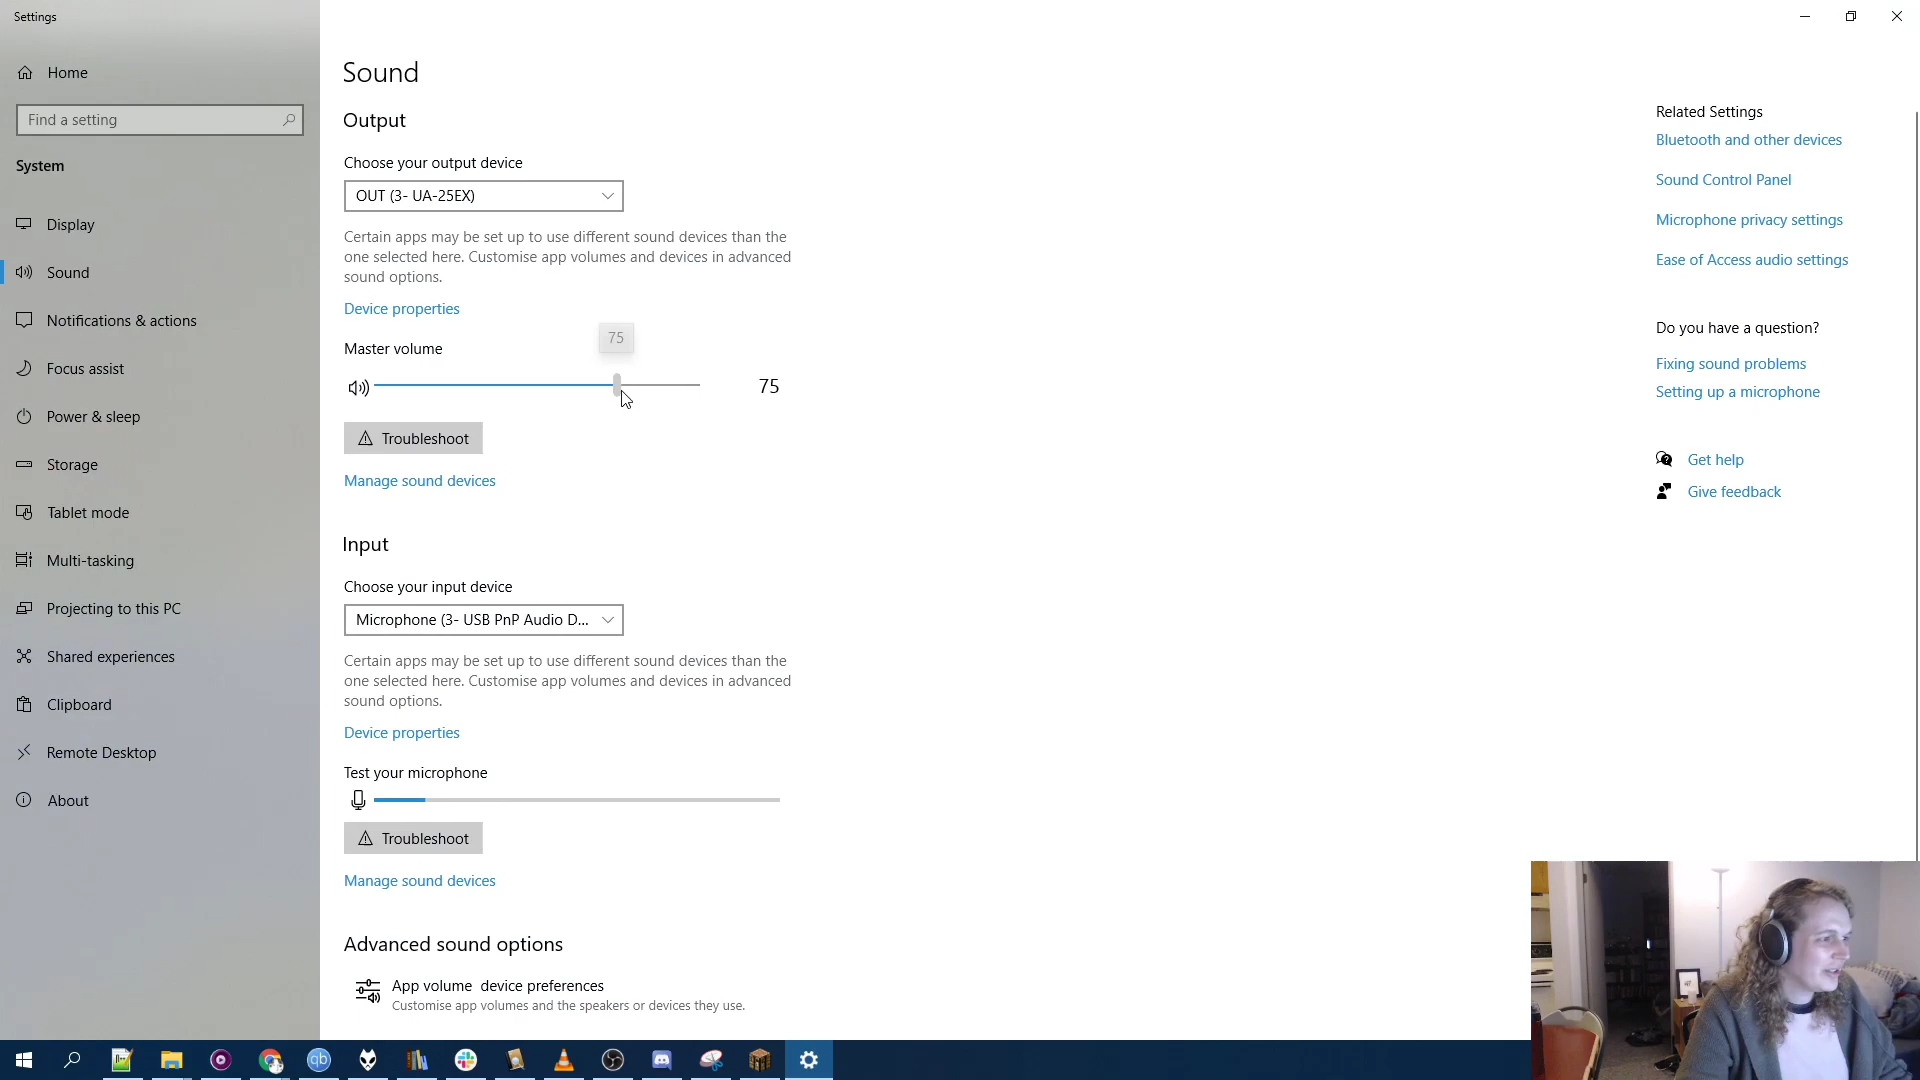 Settings
Home
Find a setting
System
Display
Sound
Notifications & actions
Focus assist
Power & sleep
Storage
Tablet mode
Multi-tasking
Projecting to this PC
Shared experiences
Clipboard
Remote Desktop
About
Sound
Output
Choose your output device
OUT (3- UA-25EX)
Certain apps may be set up to use different sound devices than the
one selected here. Customise app volumes and devices in advanced
sound options.
Device properties
75
Master volume
75
Troubleshoot
Manage sound devices
Input
Choose your input device
Microphone (3- USB PnP Audio D...
Certain apps may be set up to use different sound devices than the
one selected here. Customise app volumes and devices in advanced
sound options.
Device properties
Test your microphone
Troubleshoot
Manage sound devices
Advanced sound options
App volume device preferences
Customise app volumes and the speakers or devices they use.
Related Settings
Bluetooth and other devices
Sound Control Panel
Microphone privacy settings
Ease of Access audio settings
Do you have a question?
Fixing sound problems
Setting up a microphone
Get help
Give feedback
qb